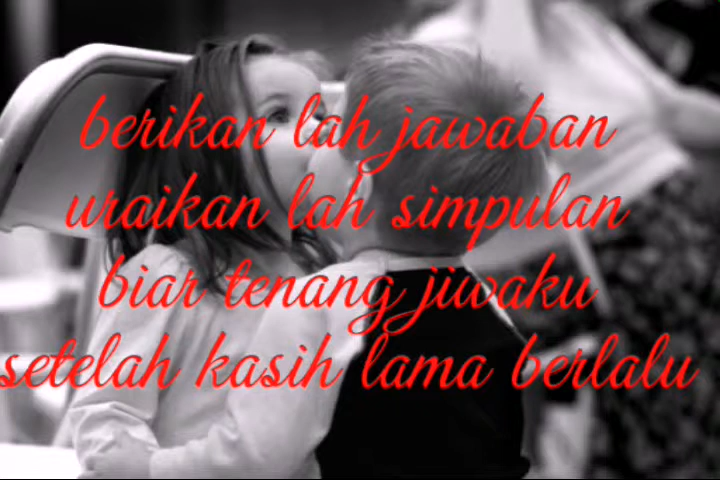 berikan lah jawaban
uraikan lah simpulan
biar tenang jiwaku
setelah kasih lama berlalu